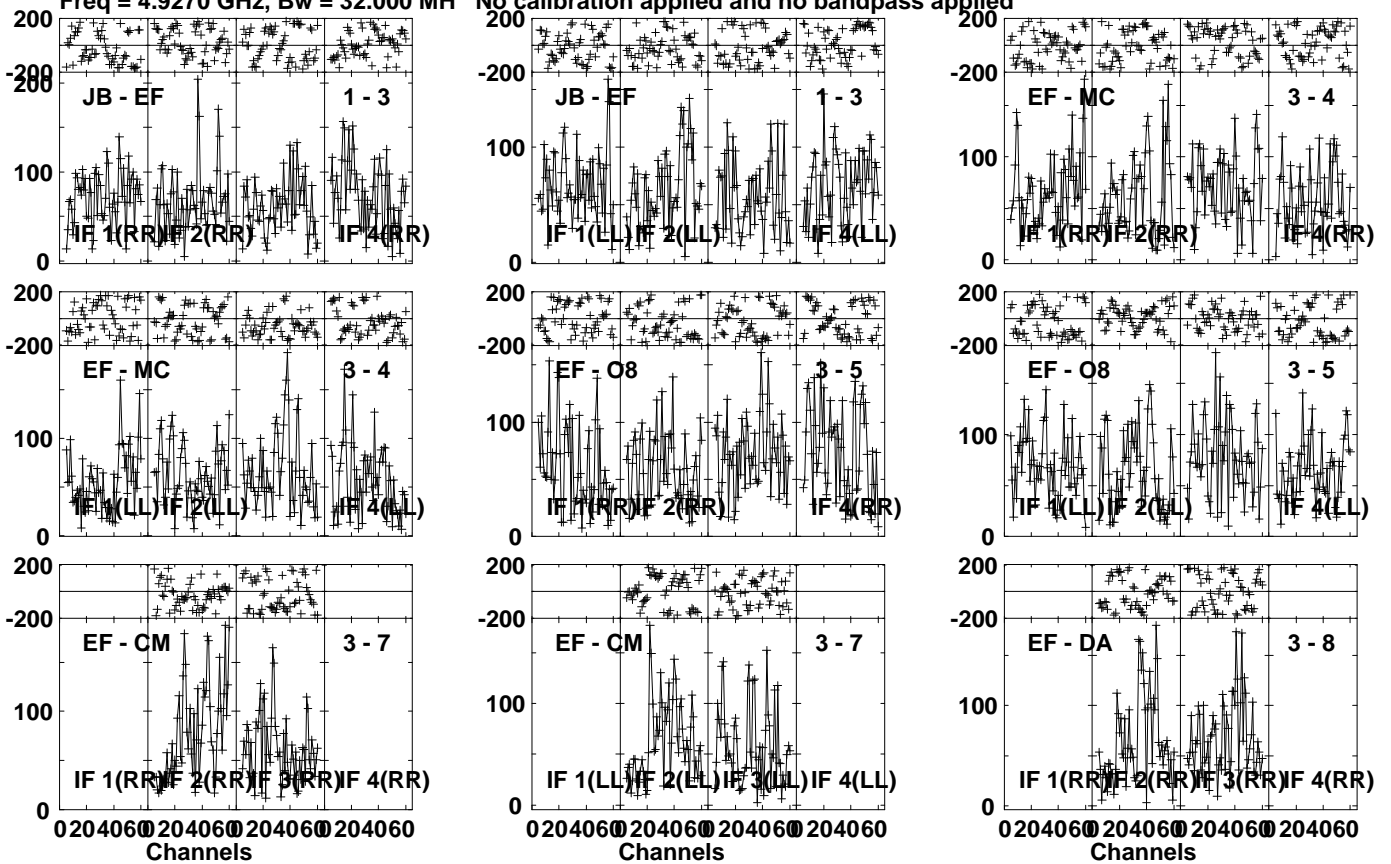 Freq = 4.9270 GHz, Bw = 32.000 MH No calibration applied and no bandpass applied
200 200 200
-200 -200
200
JB - EF 1 - 3 JB - EF 1 - 3 EF - MC 3 - 4
100 100 100
IF 1(RR) IF 2(RR) IF 4(RR) IF 1(LL) IF 2(LL) IF 4(LL) IF 1(RR) IF 2(RR) IF 4(RR)
0 0 0
200 200 200
-200 -200 -200
EF - MC 3 - 4 EF - O8 3 - 5 EF - O8 3 - 5
100 100 100
IF 1(LL) IF 2(LL) IF 4(LL) IF 1(RR) IF 2(RR) IF 4(RR) IF 1(LL) IF 2(LL) IF 4(LL)
0 0 0
200 200 200
-200 -200 -200
EF - CM 3 - 7 EF - CM 3 - 7 EF - DA 3 - 8
100 100 100
IF 1(RR) IF 2(RR) IF 3(RR) IF 4(RR) IF 1(LL) IF 2(LL) IF 3(LL) IF 4(LL) IF 1(RR) IF 2(RR) IF 3(RR) IF 4(RR)
0 0 0
0 20 40 60 0 20 40 60 0 20 40 60 0 20 40 60 0 20 40 60 0 20 40 60 0 20 40 60 0 20 40 60 0 20 40 60 0 20 40 60 0 20 40 60 0 20 40 60
Channels Channels Channels